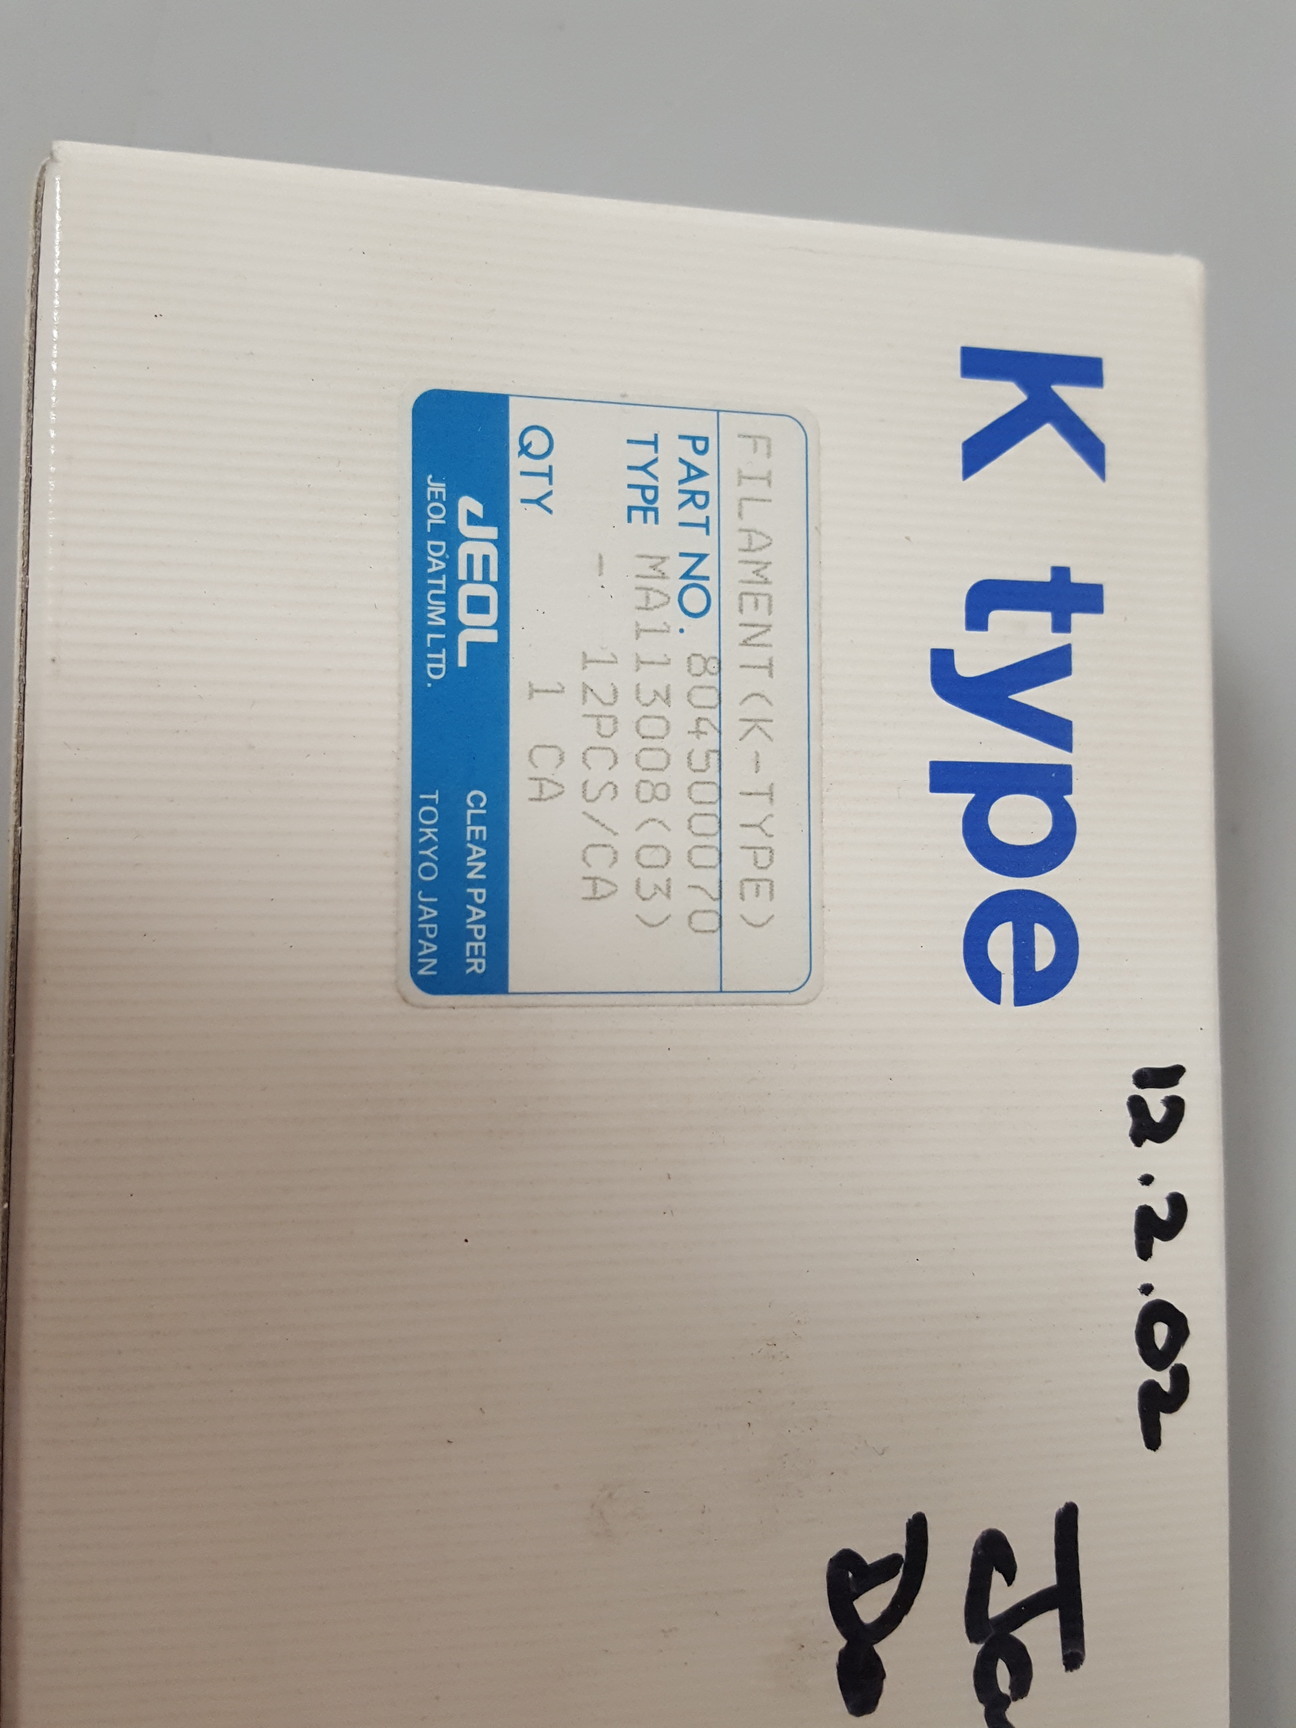 K type
12.2.02
FILAMENT(K-TYPE)
PART NO. 804500070
TYPE MA113008(03)
- 12PCS/CA
QTY 1 CA
JEOL CLEAN PAPER
JEOL DATUM LTD. TOKYO JAPAN